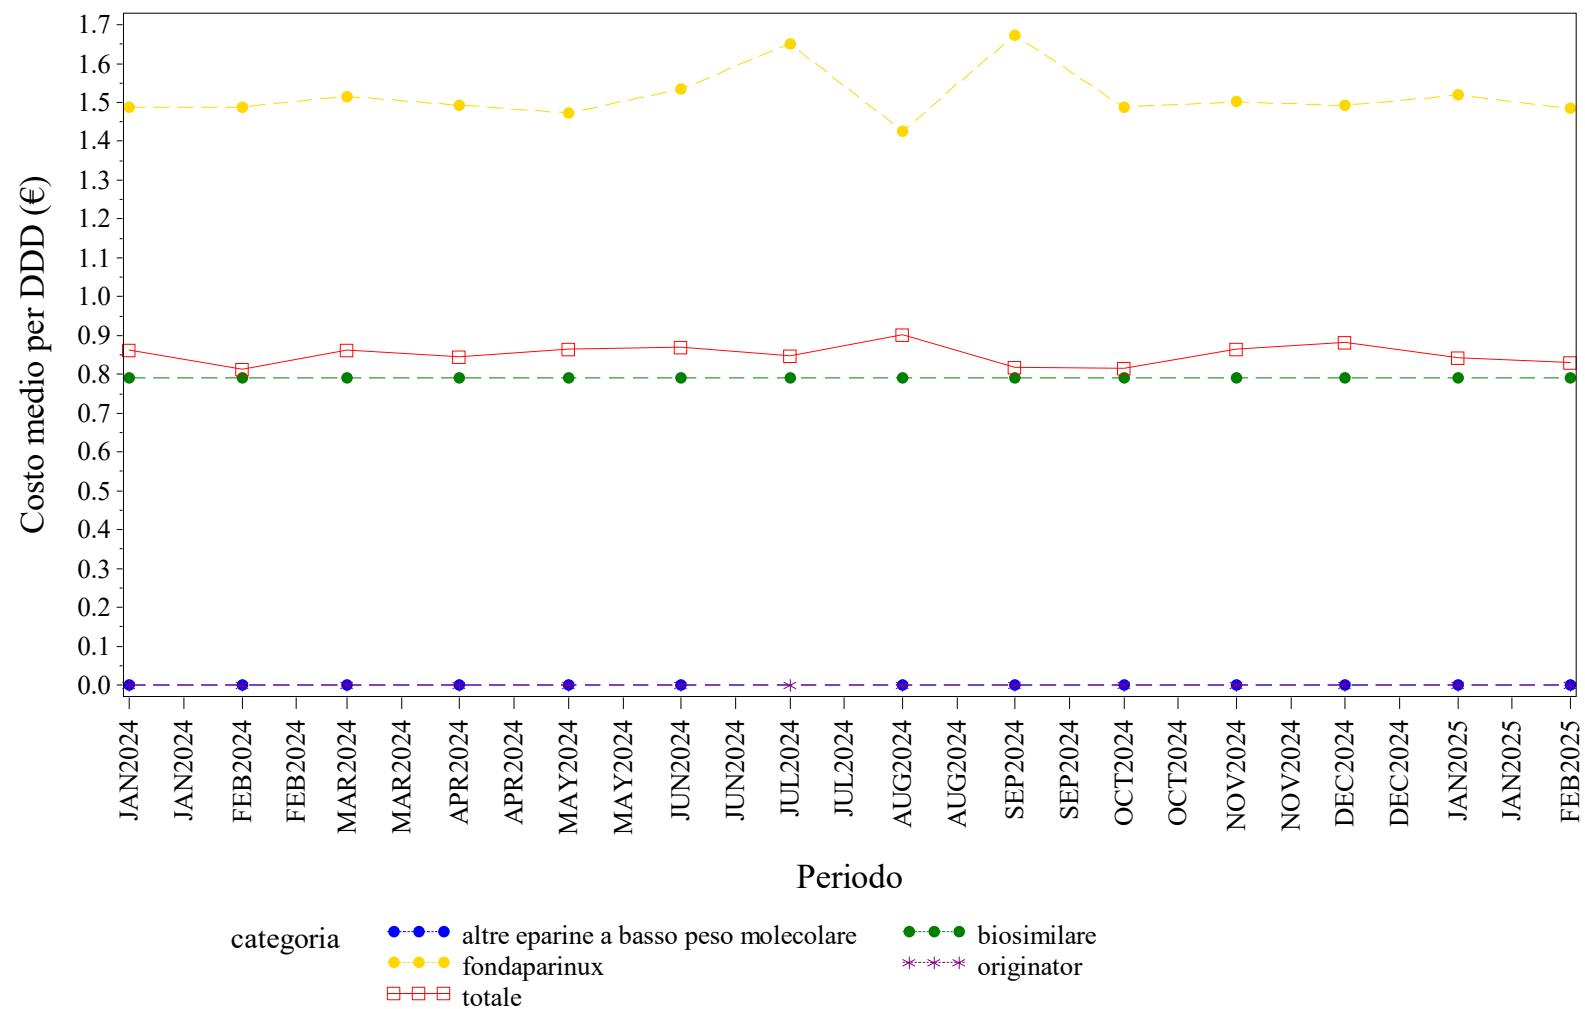 Costo medio per DDD (€)
1.7
1.6
1.5
1.4
1.3
1.2
1.1
1.0
0.9
0.8
0.7
0.6
0.5
0.4
0.3
0.2
0.1
0.0
JAN2024
JAN2024
FEB2024
FEB2024
MAR2024
MAR2024
APR2024
APR2024
MAY2024
MAY2024
JUN2024
JUN2024
JUL2024
JUL2024
AUG2024
AUG2024
SEP2024
SEP2024
OCT2024
OCT2024
NOV2024
NOV2024
DEC2024
DEC2024
JAN2025
JAN2025
FEB2025
Periodo
categoria
altre eparine a basso peso molecolare
biosimilare
fondaparinux
originator
totale